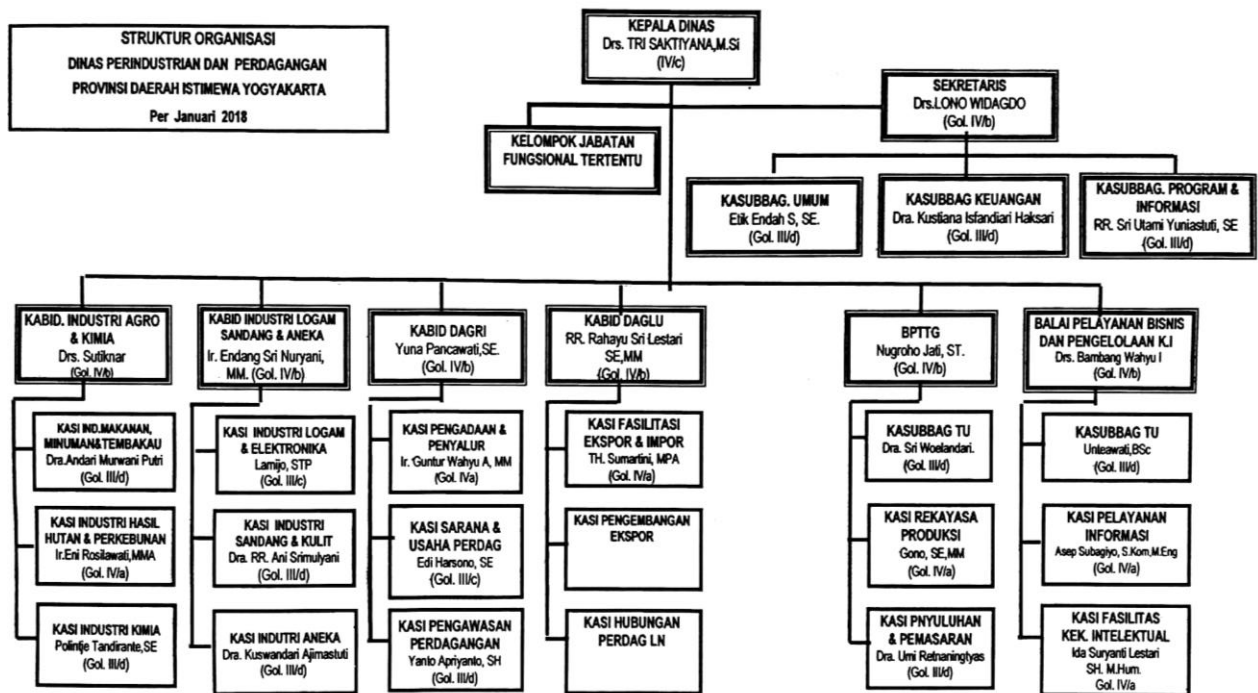 STRUKTUR ORGANISASI
DINAS PERINDUSTRIAN DAN PERDAGANGAN
PROVINSI DAERAH ISTIMEWA YOGYAKARTA
Per Januari 2018
KEPALA DINAS
Drs. TRI SAKTIYANA,M.Si
(IV/c)
SEKRETARIS
Drs.LONO WIDAGDO
(Gol. IV/b)
KELOMPOK JABATAN
FUNGSIONAL TERTENTU
KASUBBAG. UMUM
Etik Endah S, SE.
(Gol. III/d)
KASUBBAG KEUANGAN
Dra. Kustiana Isfandiari Haksari
(Gol. III/d)
KASUBBAG. PROGRAM &
INFORMASI
RR. Sri Utami Yuniastuti, SE
(Gol. III/d)
KABID. INDUSTRI AGRO
& KIMIA
Drs. Sutiknar
(Gol. IV/b)
KABID INDUSTRI LOGAM
SANDANG & ANEKA
Ir. Endang Sri Nuryani,
MM. (Gol. IV/b)
KABID DAGRI
Yuna Pancawati,SE.
(Gol. IV/b)
KABID DAGLU
RR. Rahayu Sri Lestari
SE,MM
(Gol. IV/b)
BPTTG
Nugroho Jati, ST.
(Gol. IV/b)
BALAI PELAYANAN BISNIS
DAN PENGELOLAAN K.I
Drs. Bambang Wahyu I
(Gol. IV/b)
KASI IND.MAKANAN,
MINUMAN&TEMBAKAU
Dra.Andari Murwani Putri
(Gol. III/d)
KASI INDUSTRI LOGAM
& ELEKTRONIKA
Lamijo, STP
(Gol. III/c)
KASI PENGADAAN &
PENYALUR
Ir. Guntur Wahyu A, MM
(Gol. IVa)
KASI FASILITASI
EKSPOR & IMPOR
TH. Sumartini, MPA
(Gol. IV/a)
KASUBBAG TU
Dra. Sri Woelandari.
(Gol. III/d)
KASUBBAG TU
Unteawati,BSc
(Gol. III/d)
KASI INDUSTRI HASIL
HUTAN & PERKEBUNAN
Ir.Eni Rosilawati,MMA
(Gol. IV/a)
KASI INDUSTRI
SANDANG & KULIT
Dra. RR. Ani Srimulyani
(Gol. III/d)
KASI SARANA &
USAHA PERDAG
Edi Harsono, SE
(Gol. III/c)
KASI PENGEMBANGAN
EKSPOR
KASI REKAYASA
PRODUKSI
Gono, SE,MM
(Gol. IV/a)
KASI PELAYANAN
INFORMASI
Asep Subagiyo, S.Kom,M.Eng
(Gol. IV/a)
KASI INDUSTRI KIMIA
Polintje Tandirante,SE
(Gol. III/d)
KASI INDUTRI ANEKA
Dra. Kuswandari Ajimastuti
(Gol. III/d)
KASI PENGAWASAN
PERDAGANGAN
Yanto Apriyanto, SH
(Gol. III/d)
KASI HUBUNGAN
PERDAG LN
KASI PNYULUHAN
& PEMASARAN
Dra. Umi Retnaningtyas
(Gol. III/d)
KASI FASILITAS
KEK. INTELEKTUAL
Ida Suryanti Lestari
SH. M.Hum.
Gol. IV/a